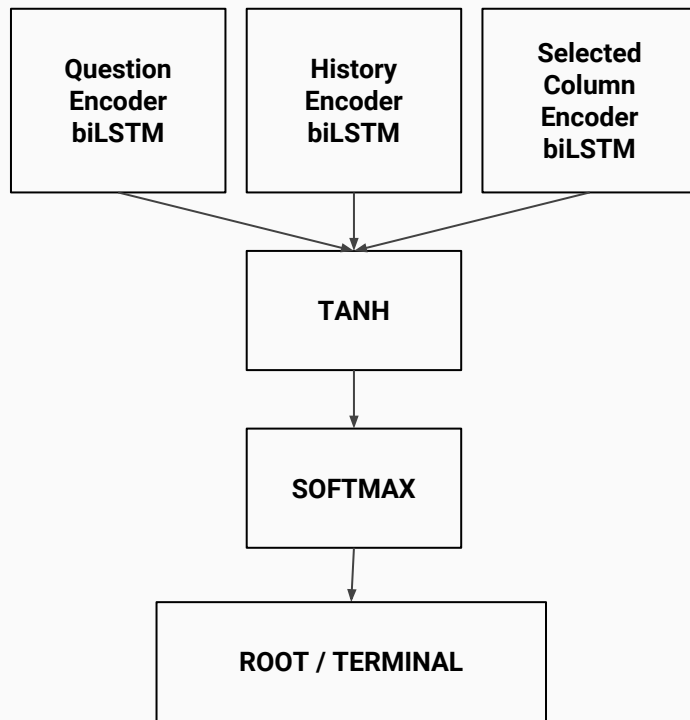 Question
Encoder
biLSTM
History
Encoder
biLSTM
Selected
Column
Encoder
biLSTM
TANH
SOFTMAX
ROOT / TERMINAL